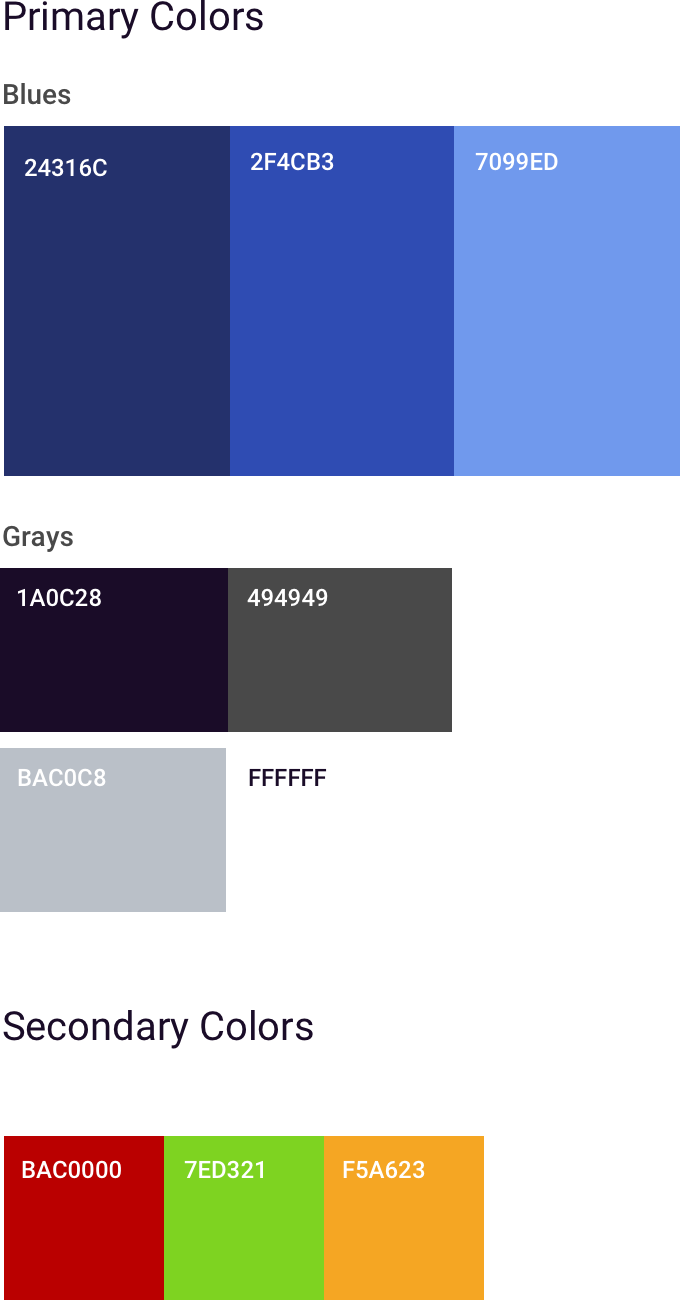 Primary Colors
Blues
24316C
2F4CB3
7099ED
Grays
1A0C28
494949
BAC0C8
FFFFFF
Secondary Colors
BAC0000
7ED321
F5A623